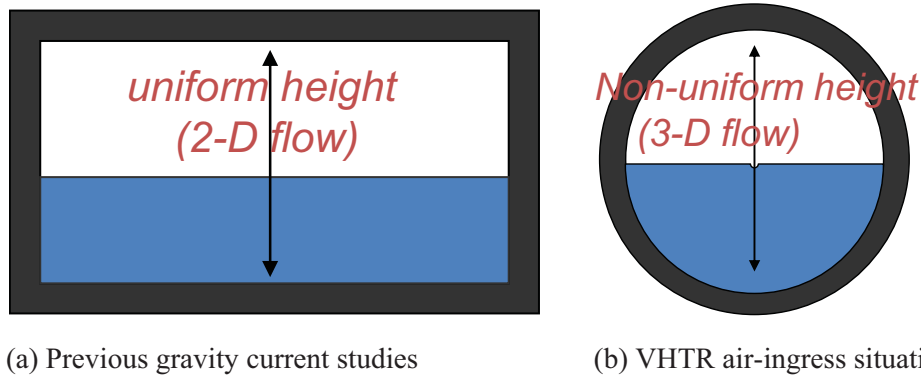 uniform height
(2-D flow)
Non-uniform height
(3-D flow)
(a) Previous gravity current studies
(b) VHTR air-ingress situati